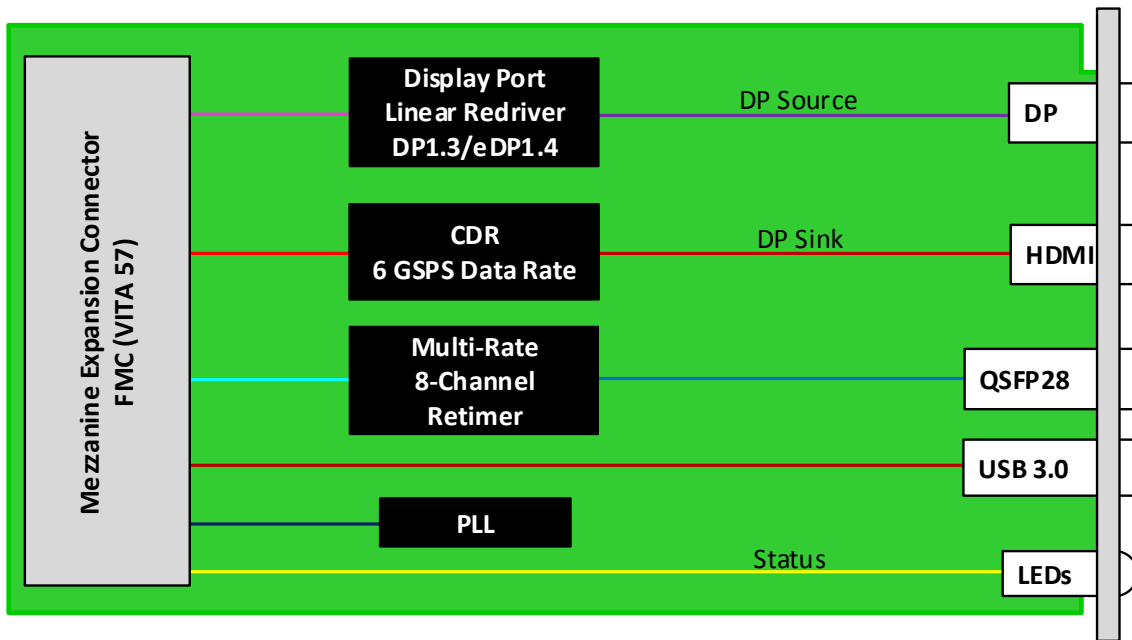 Mezzanine Expansion Connector
FMC (VITA 57)
Display Port
Linear Redriver
DP1.3/eDP1.4
DP Source
DP
CDR
6 GSPS Data Rate
DP Sink
HDMI
Multi-Rate
8-Channel
Retimer
QSFP28
USB 3.0
PLL
Status
LEDs